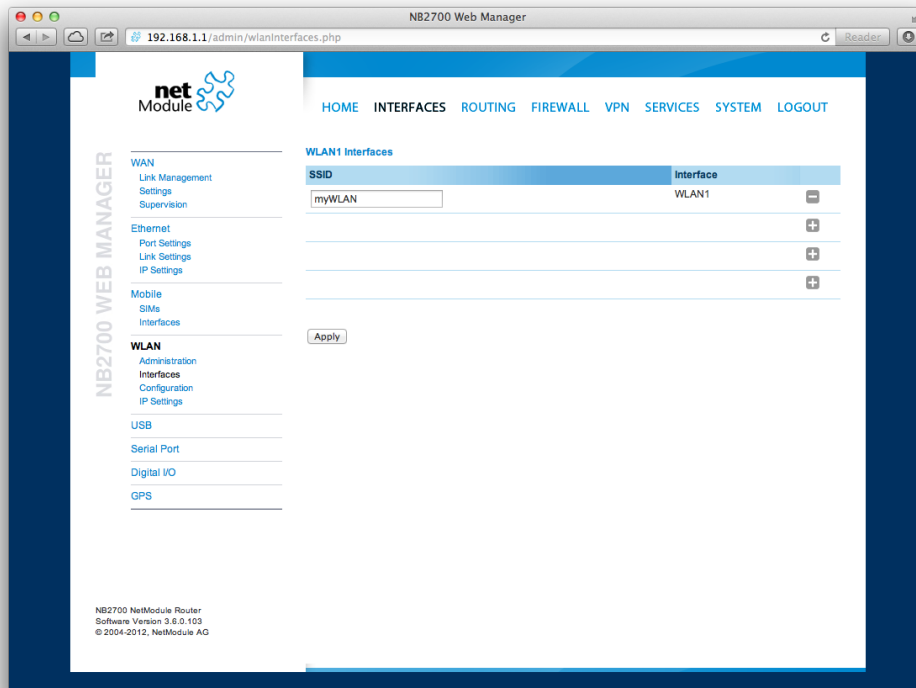 NB2700 Web Manager
192.168.1.1/admin/wlanInterfaces.php
Reader
net
Module
HOME INTERFACES ROUTING FIREWALL VPN SERVICES SYSTEM LOGOUT
NB2700 WEB MANAGER
WAN
Link Management
Settings
Supervision
Ethernet
Port Settings
Link Settings
IP Settings
Mobile
SIMs
Interfaces
WLAN
Administration
Interfaces
Configuration
IP Settings
USB
Serial Port
Digital I/O
GPS
WLAN1 Interfaces
SSID Interface
myWLAN WLAN1
Apply
NB2700 NetModule Router
Software Version 3.6.0.103
© 2004-2012, NetModule AG